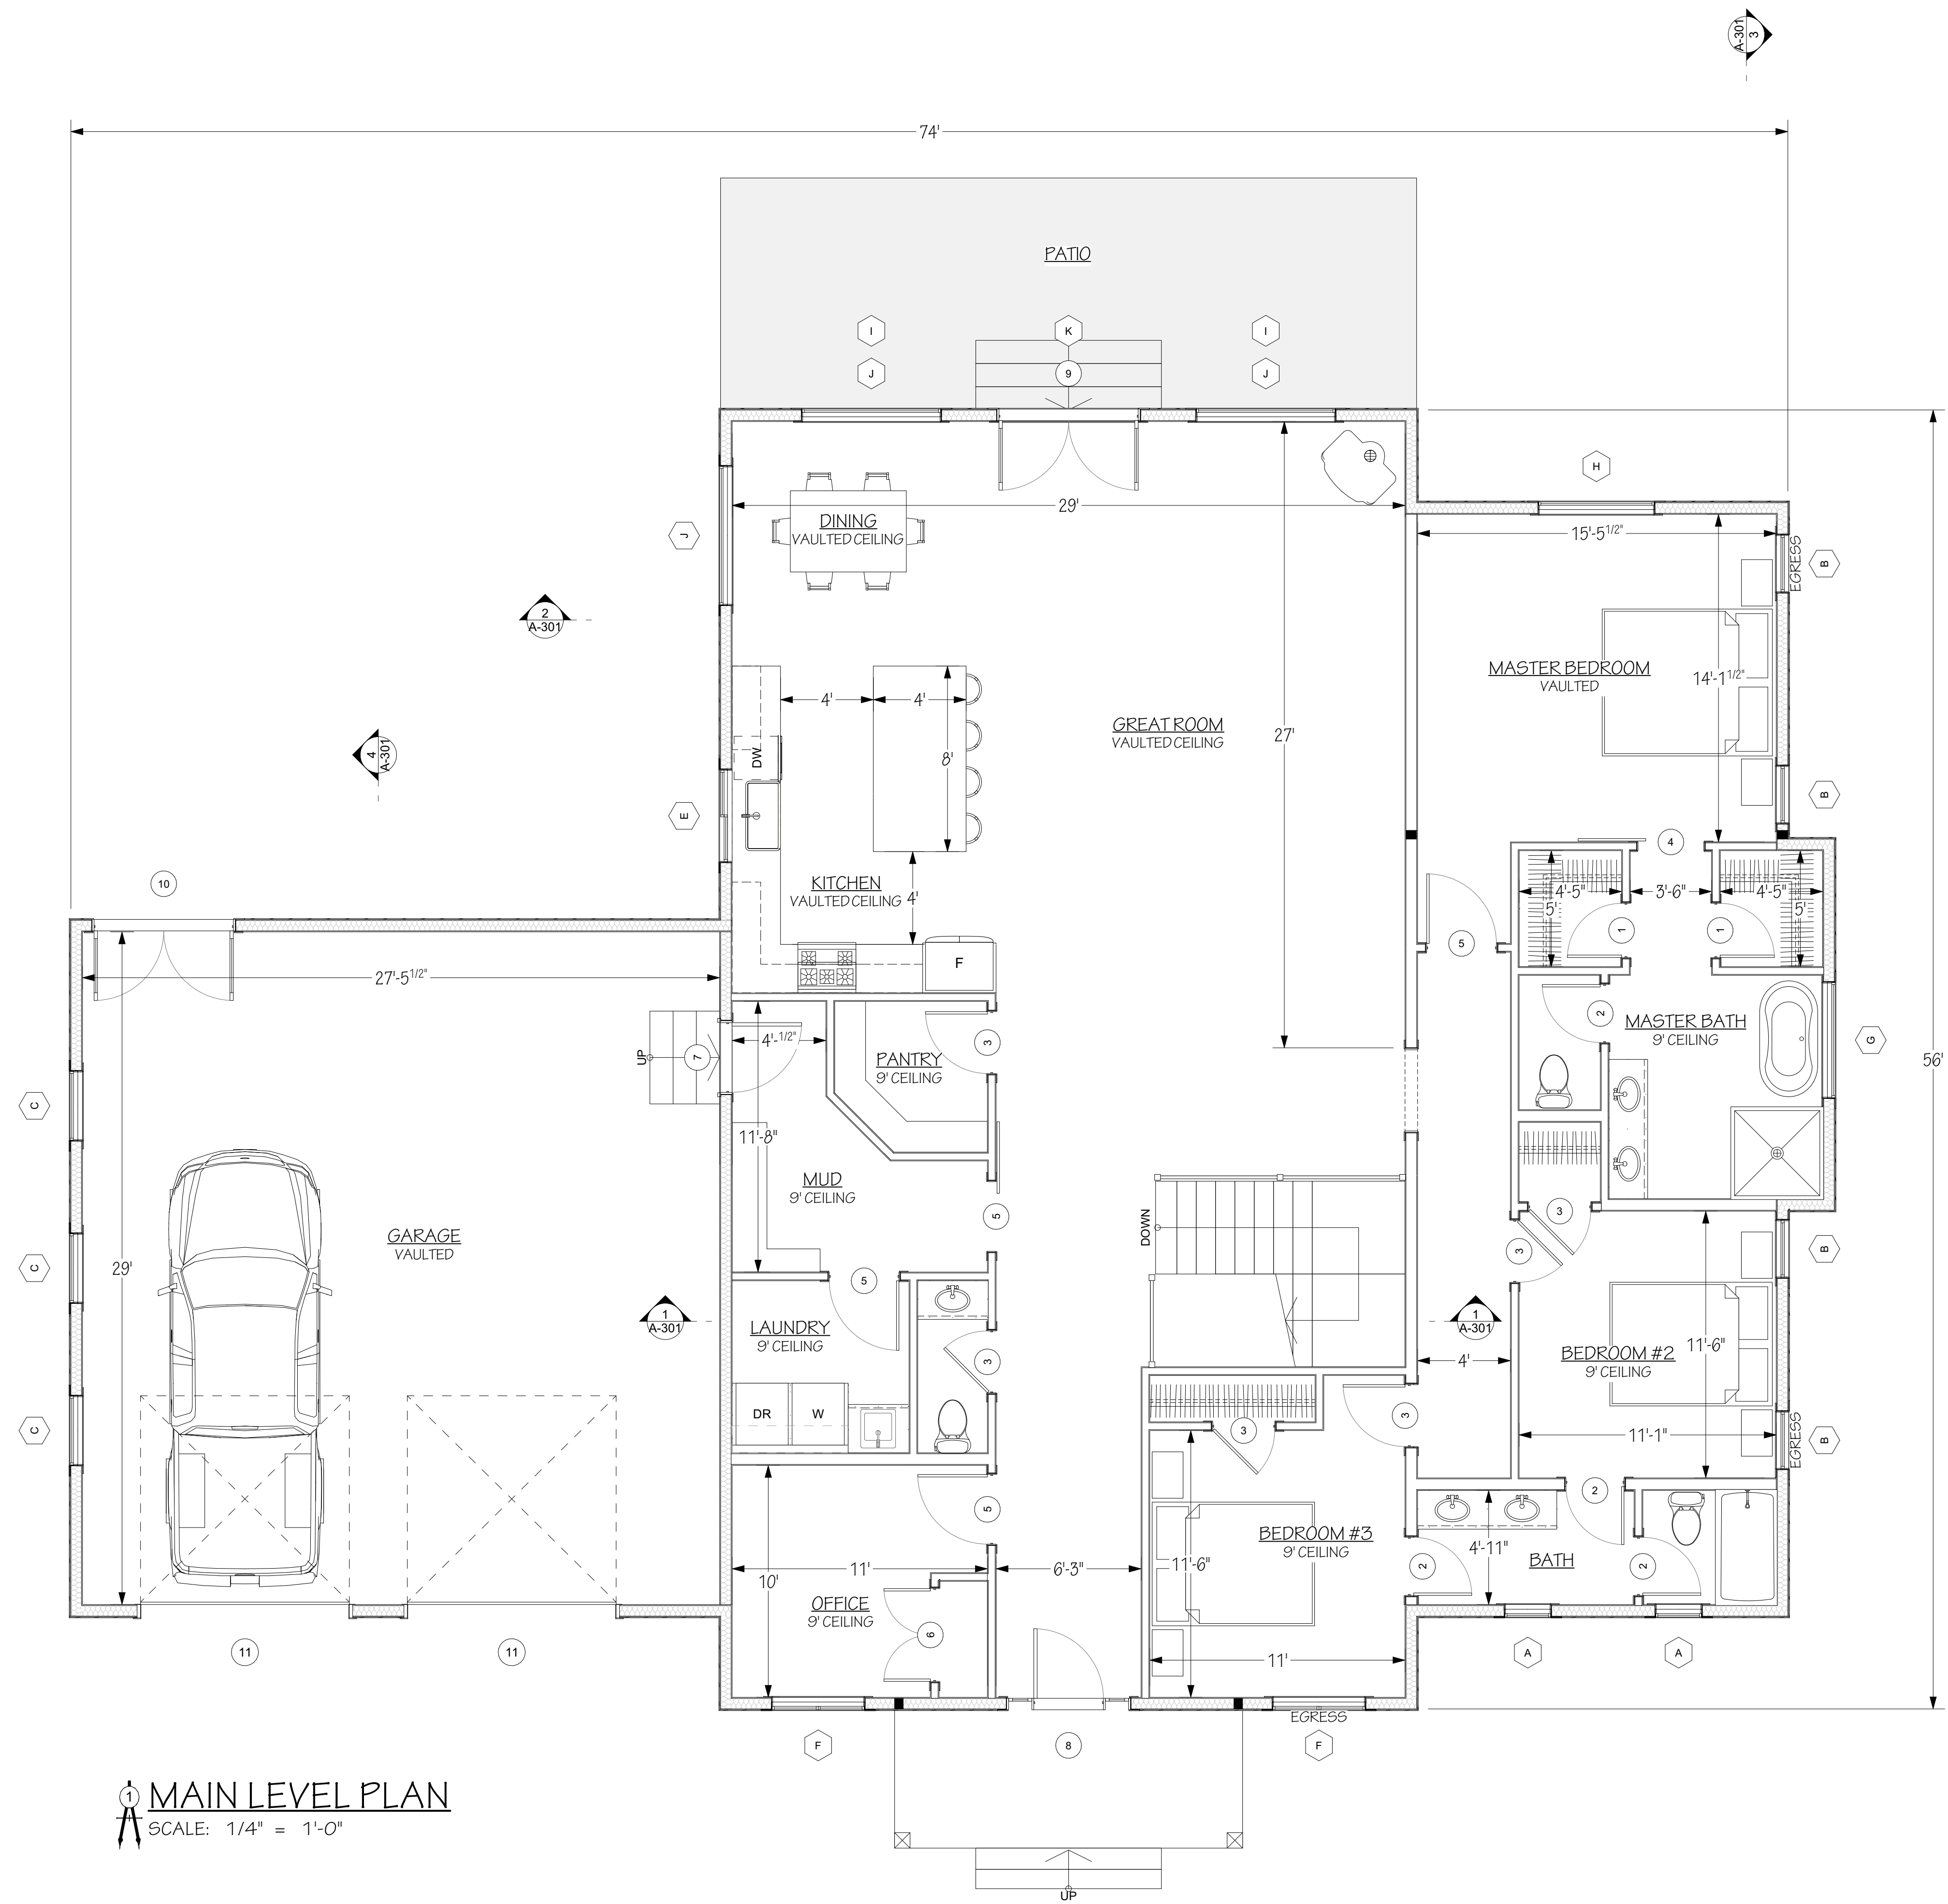 A-301
3
74'
PATIO
I
K
I
J
9
J
H
29'
DINING
VAULTED CEILING
J
15'-5 1/2"
EGRESS
B
2
A-301
MASTER BEDROOM
VAULTED
14'-1 1/2"
4'
4'
GREAT ROOM
VAULTED CEILING
27'
DW
8'
4
A-301
B
E
4
10
KITCHEN
VAULTED CEILING
4'
4'-5"
3'-6"
4'-5"
5'
5'
1
1
5
F
27'-5 1/2"
2
MASTER BATH
9' CEILING
G
56'
UP
7
4'-1/2"
3
PANTRY
9' CEILING
C
11'-8"
MUD
9' CEILING
5
DOWN
3
3
GARAGE
VAULTED
B
C
29'
5
1
A-301
LAUNDRY
9' CEILING
3
1
A-301
4'
BEDROOM #2
9' CEILING
11'-6"
DR
W
3
3
11'-1"
EGRESS
B
C
5
2
BEDROOM #3
9' CEILING
11'-6"
4'-11"
BATH
2
2
11'
6'-3"
10'
OFFICE
9' CEILING
6
11
11
11'
A
A
EGRESS
F
8
F
1
MAIN LEVEL PLAN
SCALE: 1/4" = 1'-0"
UP